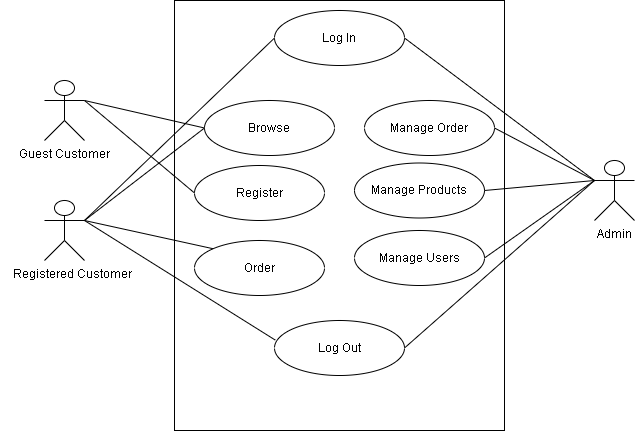 Log In
Browse
Manage Order
Guest Customer
Register
Manage Products
Admin
Registered Customer
Order
Manage Users
Log Out